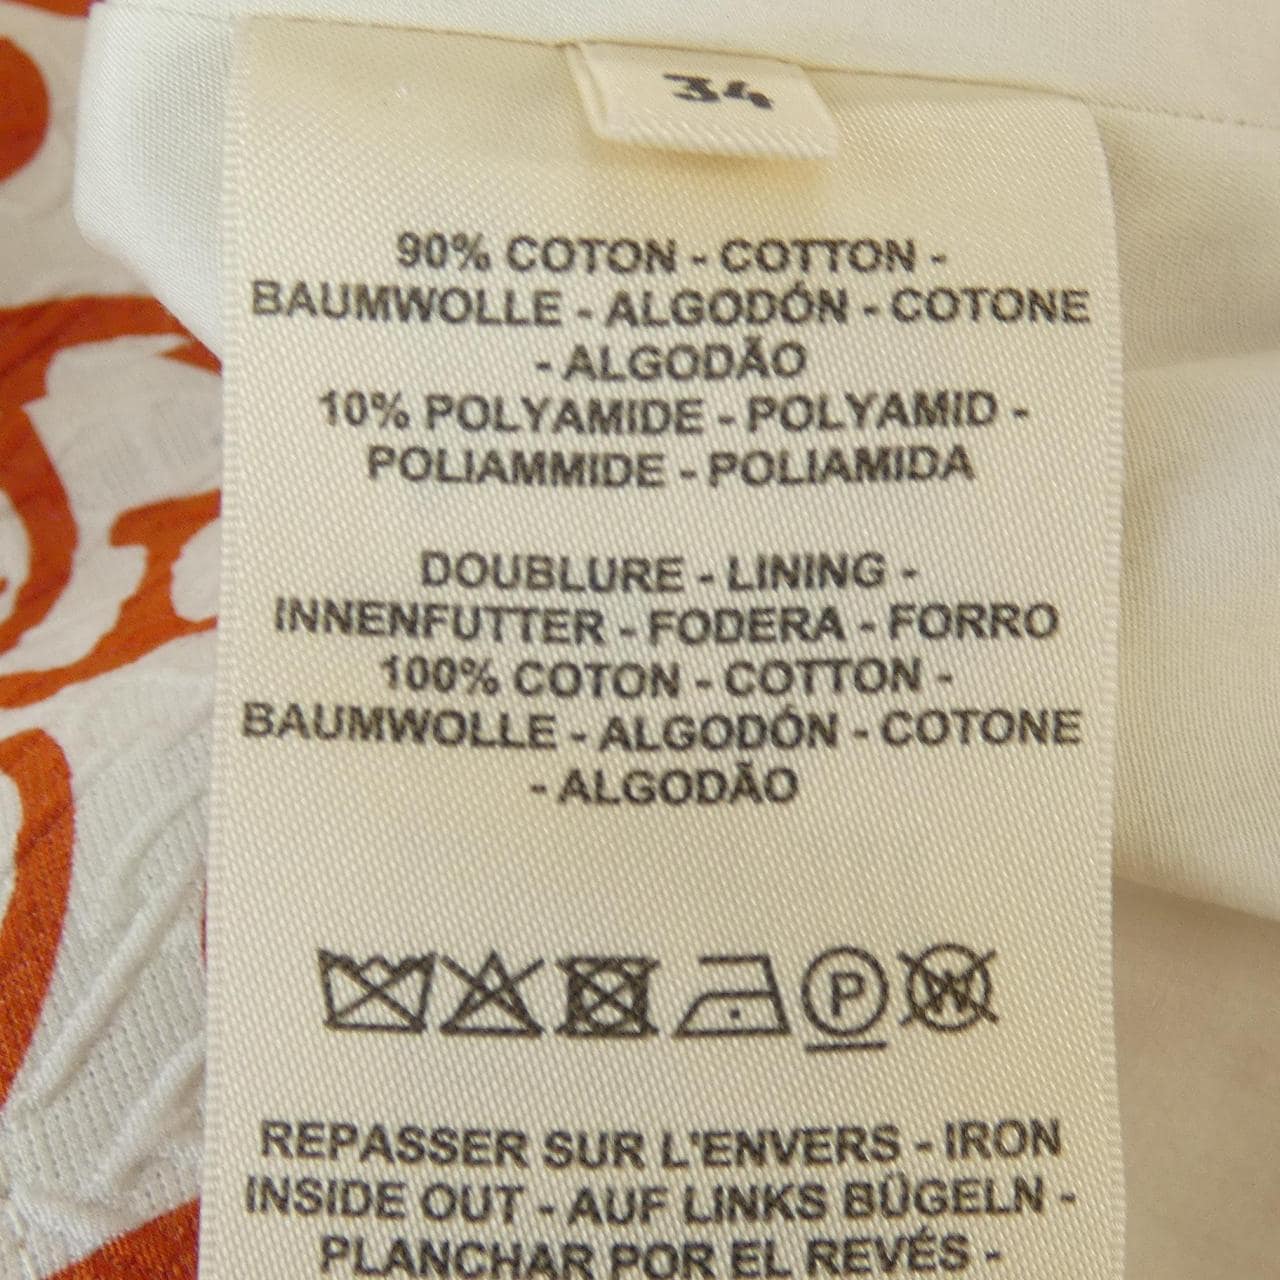 34
90% COTON - COTTON -
BAUMWOLLE - ALGODÓN - COTONE
- ALGODÃO
10% POLYAMIDE - POLYAMID -
POLIAMMIDE - POLIAMIDA
DOUBLURE - LINING -
INNENFUTTER - FODERA - FORRO
100% COTON - COTTON -
BAUMWOLLE - ALGODÓN - COTONE
- ALGODÃO
P W
REPASSER SUR L'ENVERS - IRON
INSIDE OUT - AUF LINKS BÜGELN -
PLANCHAR POR EL REVÉS -